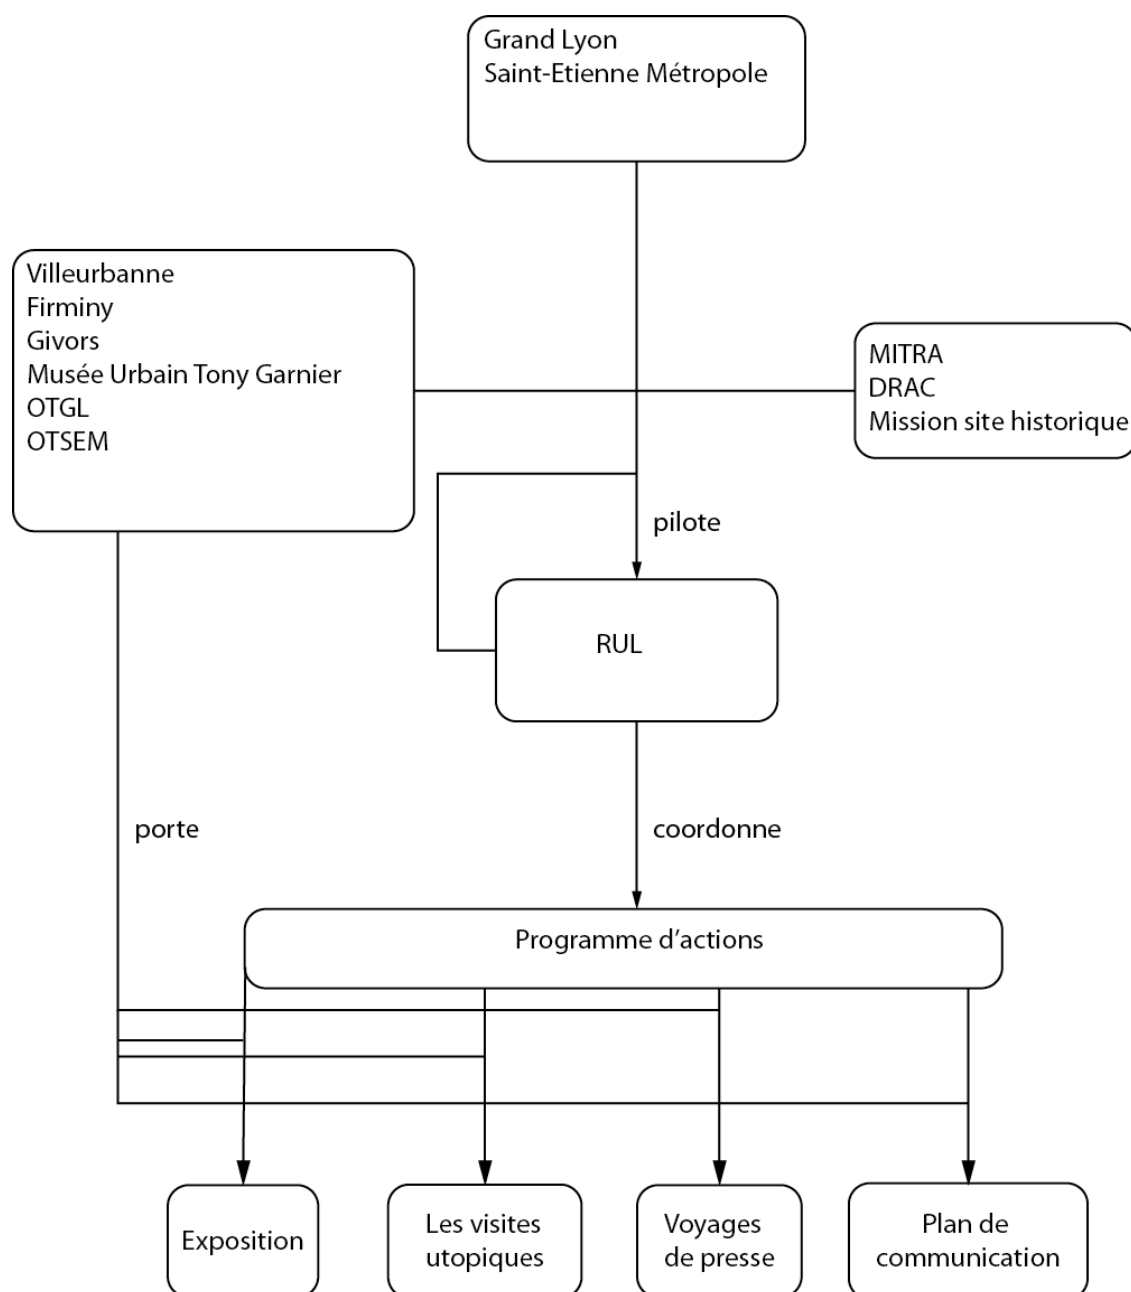 Grand Lyon
Saint-Etienne Métropole
Villeurbanne
Firminy
Givors
Musée Urbain Tony Garnier
OTGL
OTSEM
MITRA
DRAC
Mission site historique
pilote
RUL
porte
coordonne
Programme d'actions
Exposition
Les visites
utopiques
Voyages
de presse
Plan de
communication